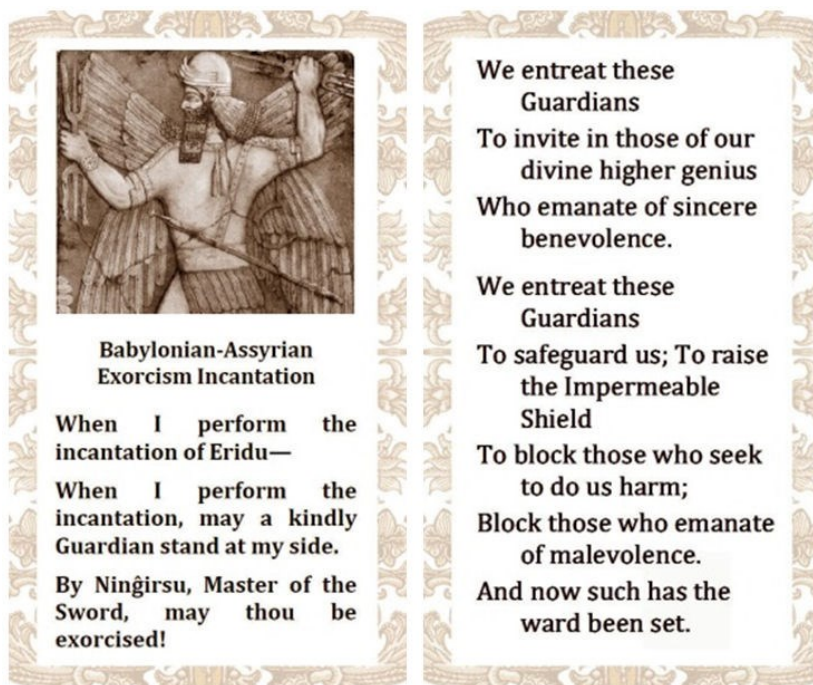 Babylonian-Assyrian
Exorcism Incantation
When I perform the
incantation of Eridu—
When I perform the
incantation, may a kindly
Guardian stand at my side.
By Ninĝirsu, Master of the
Sword, may thou be
exorcised!
We entreat these
Guardians
To invite in those of our
divine higher genius
Who emanate of sincere
benevolence.
We entreat these
Guardians
To safeguard us; To raise
the Impermeable
Shield
To block those who seek
to do us harm;
Block those who emanate
of malevolence.
And now such has the
ward been set.